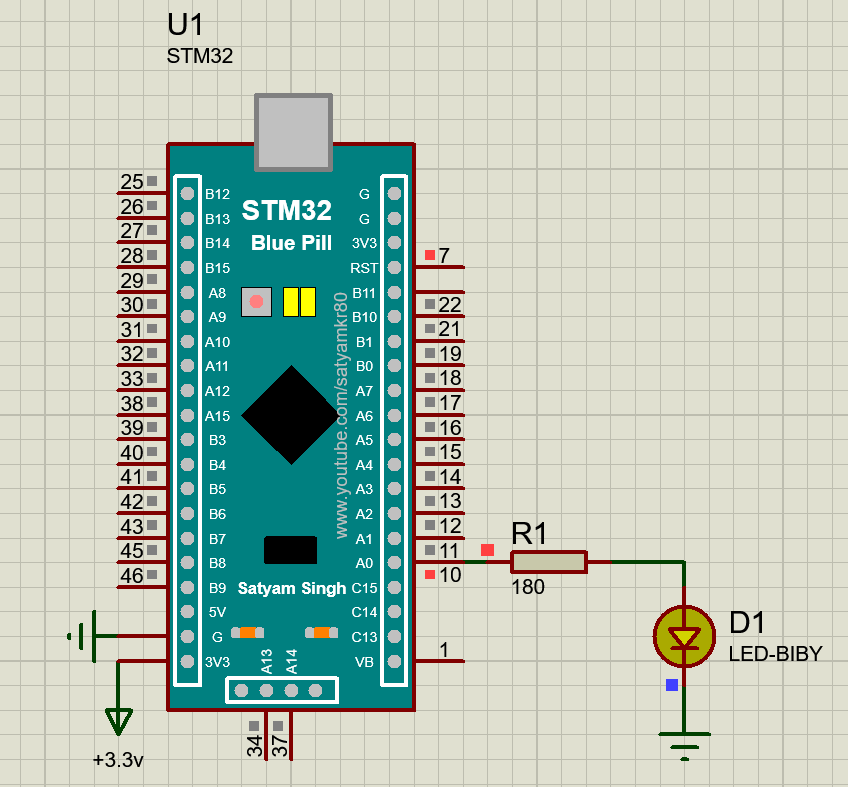 U1
STM32
25 B12
26 B13
27 B14
28 B15
29 A8
30 A9
31 A10
32 A11
33 A12
38 A15
39 B3
40 B4
41 B5
42 B6
43 B7
45 B8
46 B9
5V
G
3V3
+3.3v
STM32
Blue Pill
www.youtube.com/satyamkr80
Satyam Singh
A13
A14
34
37
G
G
3V3
RST 7
B11
B10 22
B1 21
B0 19
A7 18
A6 17
A5 16
A4 15
A3 14
A2 13
A1 12
A0 11
C15 10
C14
C13
VB 1
R1
180
D1
LED-BIBY